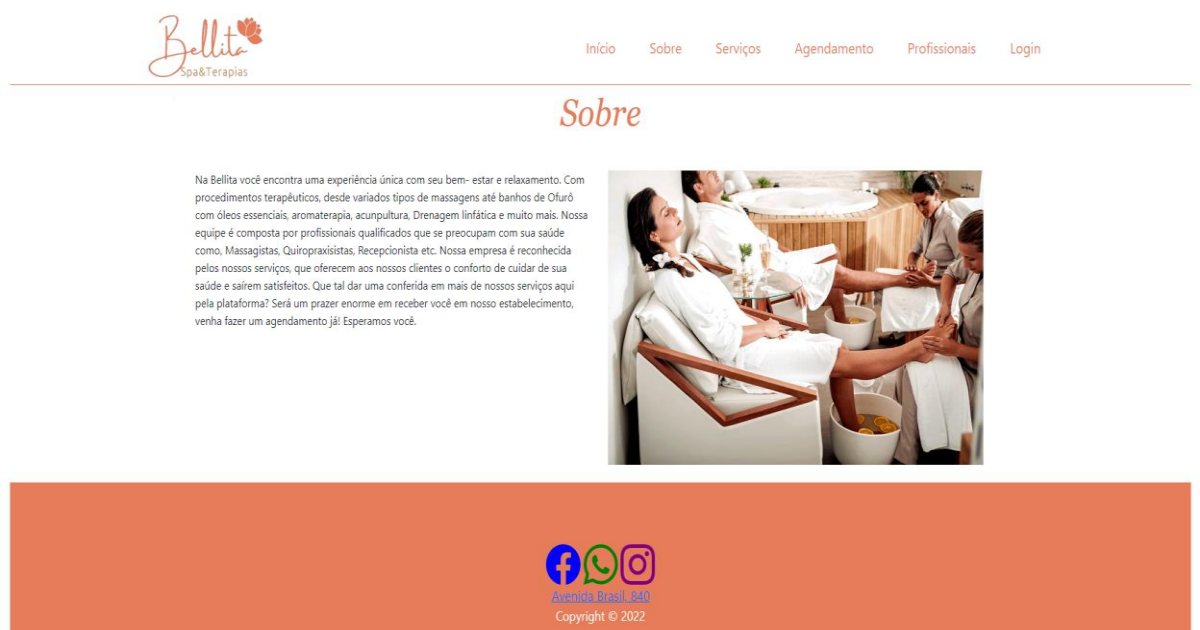 Bellita
Spa&Terapias
Início Sobre Serviços Agendamento Profissionais Login
Sobre
Na Bellita você encontra uma experiência única com seu bem- estar e relaxamento. Com
procedimentos terapêuticos, desde variados tipos de massagens até banhos de Ofurô
com óleos essenciais, aromaterapia, acunpultura, Drenagem linfática e muito mais. Nossa
equipe é composta por profissionais qualificados que se preocupam com sua saúde
como, Massagistas, Quiropraxisistas, Recepcionista etc. Nossa empresa é reconhecida
pelos nossos serviços, que oferecem aos nossos clientes o conforto de cuidar de sua
saúde e saírem satisfeitos. Que tal dar uma conferida em mais de nossos serviços aqui
pela plataforma? Será um prazer enorme em receber você em nosso estabelecimento,
venha fazer um agendamento já! Esperamos você.
Avenida Brasil, 840
Copyright © 2022